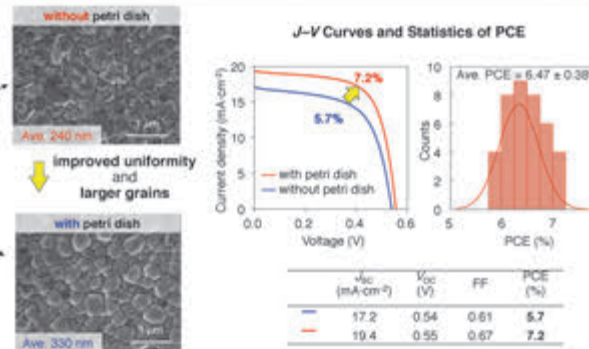 without petri dish
Ave. 240 nm
1 μm
improved uniformity
and
larger grains
with petri dish
Ave. 330 nm
1 μm
J–V Curves and Statistics of PCE
Current density (mA·cm⁻²)
20
15
10
5
0
7.2%
5.7%
with petri dish
without petri dish
0.0 0.2 0.4 0.6
Voltage (V)
Counts
10
8
6
4
2
0
Ave. PCE = 6.47 ± 0.38
5 6 7
PCE (%)
JSC (mA·cm⁻²) VOC (V) FF PCE (%)
17.2 0.54 0.61 5.7
19.4 0.55 0.67 7.2